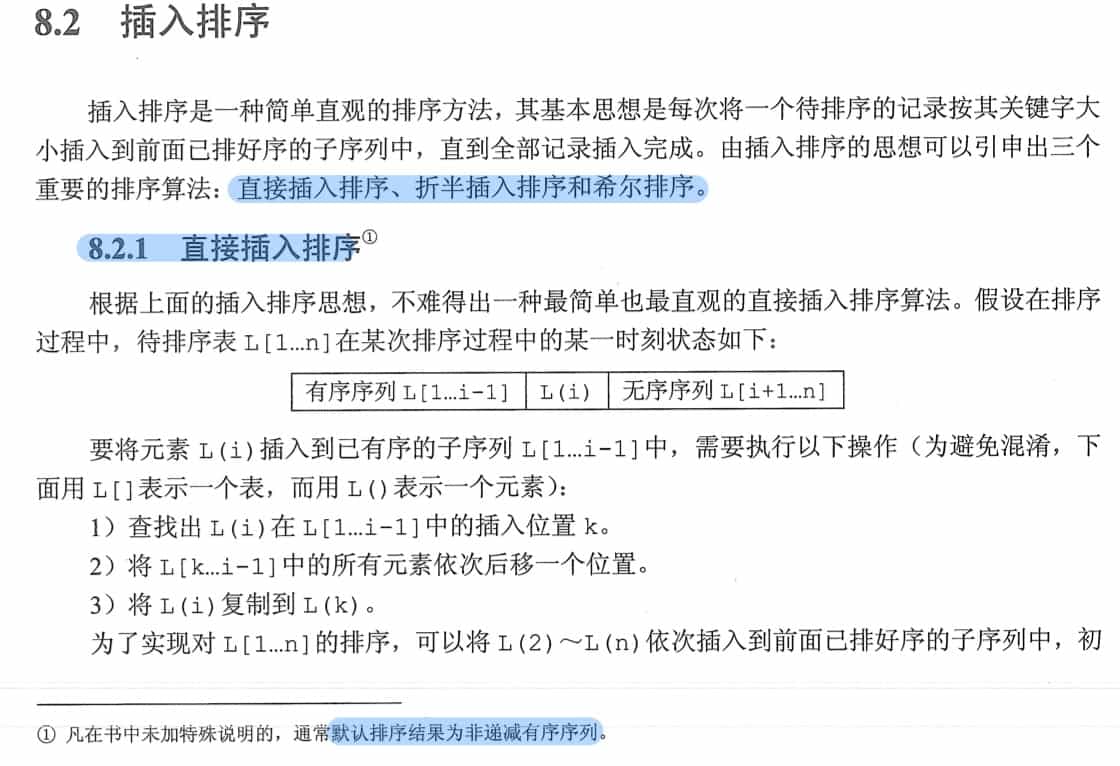 8.2 插入排序
插入排序是一种简单直观的排序方法，其基本思想是每次将一个待排序的记录按其关键字大
小插入到前面已排好序的子序列中，直到全部记录插入完成。由插入排序的思想可以引申出三个
重要的排序算法：直接插入排序、折半插入排序和希尔排序。
8.2.1 直接插入排序①
根据上面的插入排序思想，不难得出一种最简单也最直观的直接插入排序算法。假设在排序
过程中，待排序表L[1…n]在某次排序过程中的某一时刻状态如下：
有序序列L[1…i-1] L(i) 无序序列L[i+1…n]
要将元素L(i)插入到已有序的子序列L[1…i-1]中，需要执行以下操作（为避免混淆，下
面用L[]表示一个表，而用L()表示一个元素）：
1）查找出L(i)在L[1…i-1]中的插入位置k。
2）将L[k…i-1]中的所有元素依次后移一个位置。
3）将L(i)复制到L(k)。
为了实现对L[1…n]的排序，可以将L(2)～L(n)依次插入到前面已排好序的子序列中，初
① 凡在书中未加特殊说明的，通常默认排序结果为非递减有序序列。